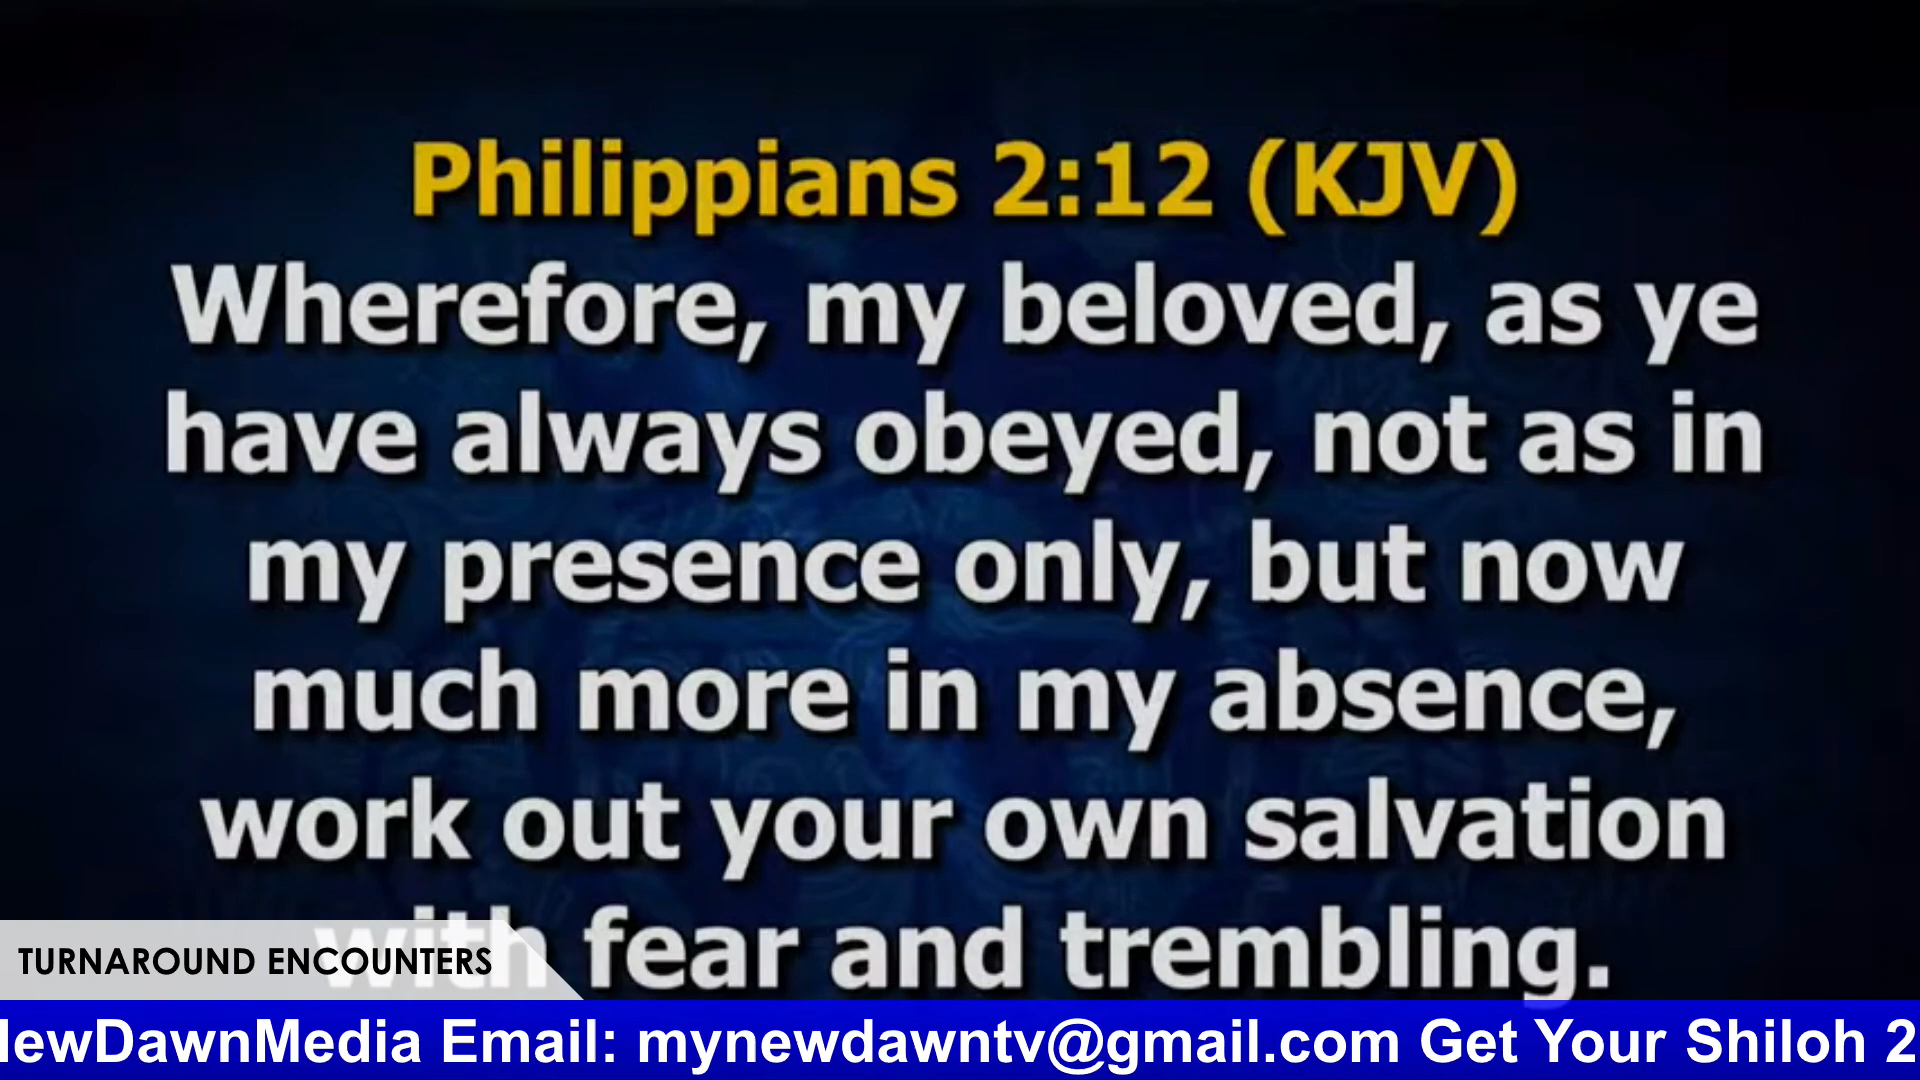 Philippians 2:12 (KJV)
Wherefore, my beloved, as ye
have always obeyed, not as in
my presence only, but now
much more in my absence,
work out your own salvation
with fear and trembling.
TURNAROUND ENCOUNTERS
NewDawnMedia Email: mynewdawntv@gmail.com Get Your Shiloh 2